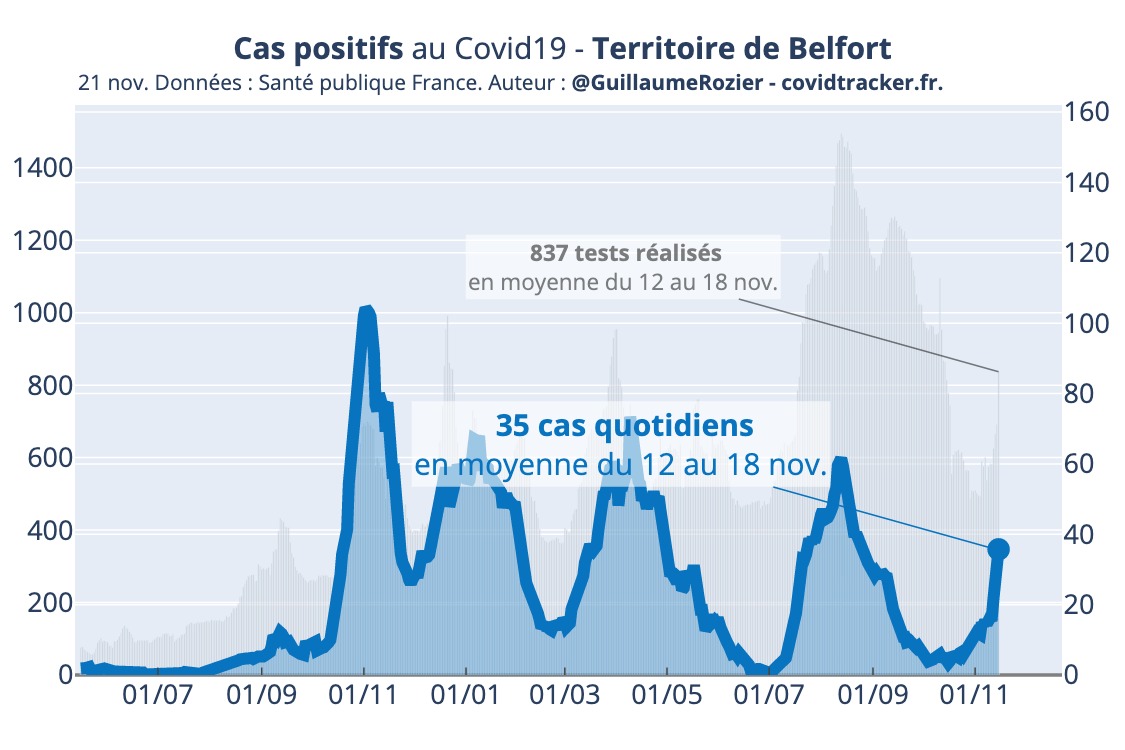 Cas positifs au Covid19 - Territoire de Belfort
21 nov. Données : Santé publique France. Auteur : @GuillaumeRozier - covidtracker.fr.
160
1400
140
1200
120
837 tests réalisés
en moyenne du 12 au 18 nov.
1000
100
800
80
35 cas quotidiens
600
60
en moyenne du 12 au 18 nov.
400
40
200
20
0
0
01/07 01/09 01/11 01/01 01/03 01/05 01/07 01/09 01/11